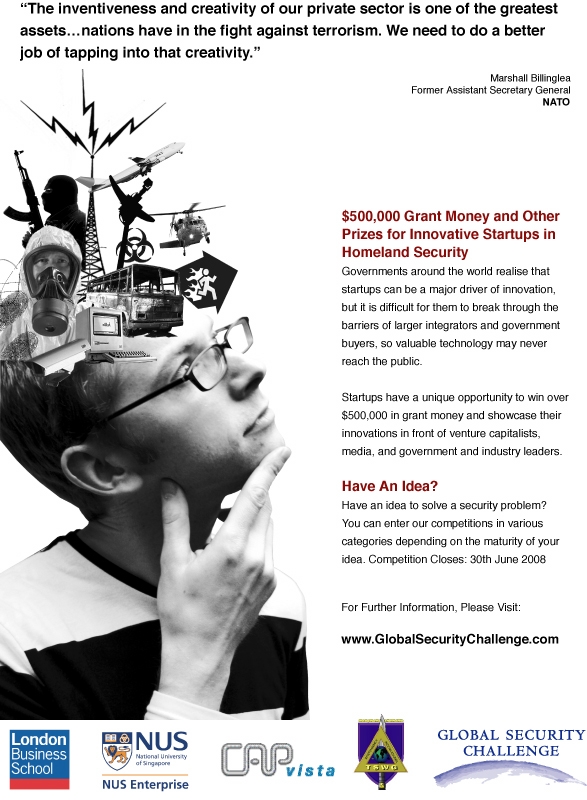 “The inventiveness and creativity of our private sector is one of the greatest
assets…nations have in the fight against terrorism. We need to do a better
job of tapping into that creativity.”
Marshall Billinglea
Former Assistant Secretary General
NATO
$500,000 Grant Money and Other
Prizes for Innovative Startups in
Homeland Security
Governments around the world realise that
startups can be a major driver of innovation,
but it is difficult for them to break through the
barriers of larger integrators and government
buyers, so valuable technology may never
reach the public.
Startups have a unique opportunity to win over
$500,000 in grant money and showcase their
innovations in front of venture capitalists,
media, and government and industry leaders.
Have An Idea?
Have an idea to solve a security problem?
You can enter our competitions in various
categories depending on the maturity of your
idea. Competition Closes: 30th June 2008
For Further Information, Please Visit:
www.GlobalSecurityChallenge.com
London
Business
School
NUS
National University
of Singapore
NUS Enterprise
CAP vista
TSWG
GLOBAL SECURITY
CHALLENGE